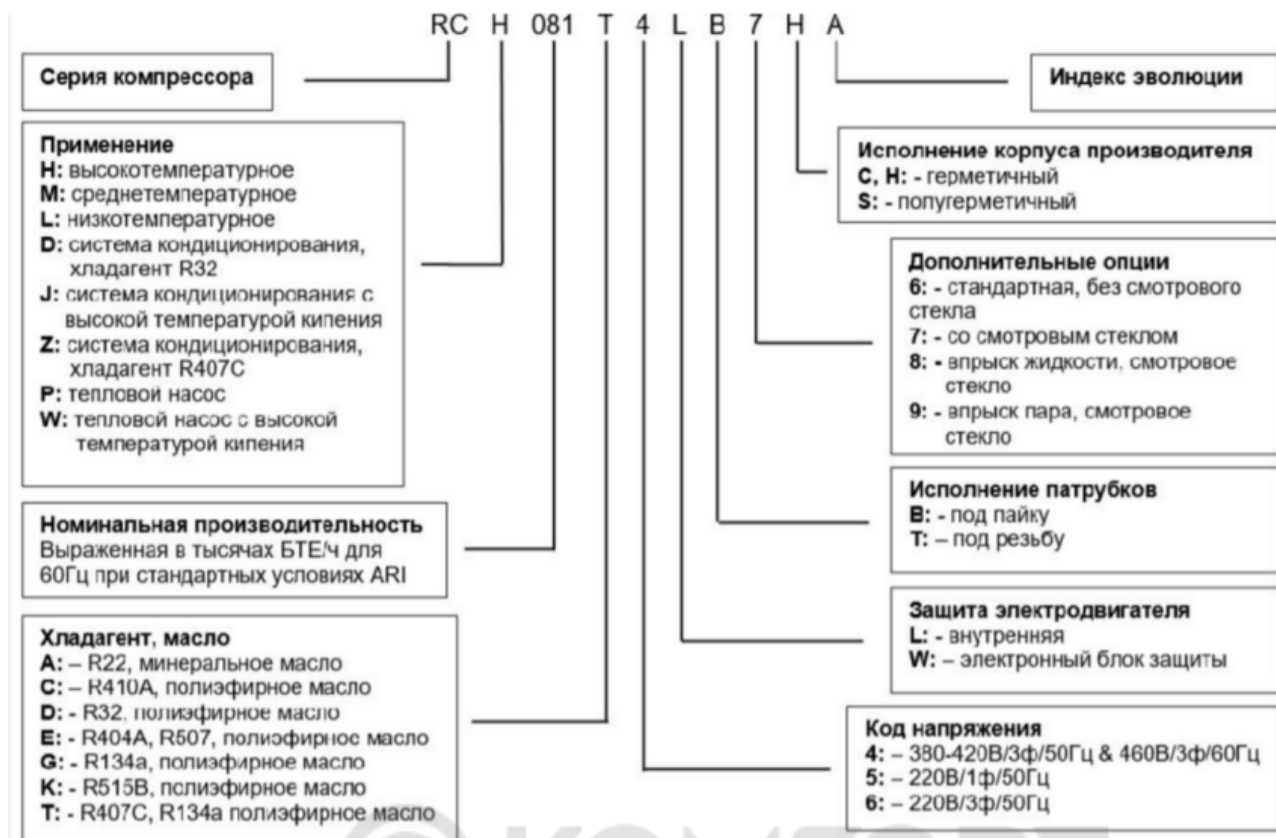 RC H 081 T 4 L B 7 H A
Серия компрессора
Применение
H: высокотемпературное
M: среднетемпературное
L: низкотемпературное
D: система кондиционирования,
хладагент R32
J: система кондиционирования с
высокой температурой кипения
Z: система кондиционирования,
хладагент R407C
P: тепловой насос
W: тепловой насос с высокой
температурой кипения
Номинальная производительность
Выраженная в тысячах БТЕ/ч для
60Гц при стандартных условиях ARI
Хладагент, масло
A: – R22, минеральное масло
C: – R410A, полиэфирное масло
D: - R32, полиэфирное масло
E: - R404A, R507, полиэфирное масло
G: - R134a, полиэфирное масло
K: - R515B, полиэфирное масло
T: - R407C, R134a полиэфирное масло
Индекс эволюции
Исполнение корпуса производителя
C, H: - герметичный
S: - полугерметичный
Дополнительные опции
6: - стандартная, без смотрового
стекла
7: - со смотровым стеклом
8: - впрыск жидкости, смотровое
стекло
9: - впрыск пара, смотровое
стекло
Исполнение патрубков
B: - под пайку
T: – под резьбу
Защита электродвигателя
L: - внутренняя
W: – электронный блок защиты
Код напряжения
4: – 380-420В/3ф/50Гц & 460В/3ф/60Гц
5: – 220В/1ф/50Гц
6: – 220В/3ф/50Гц